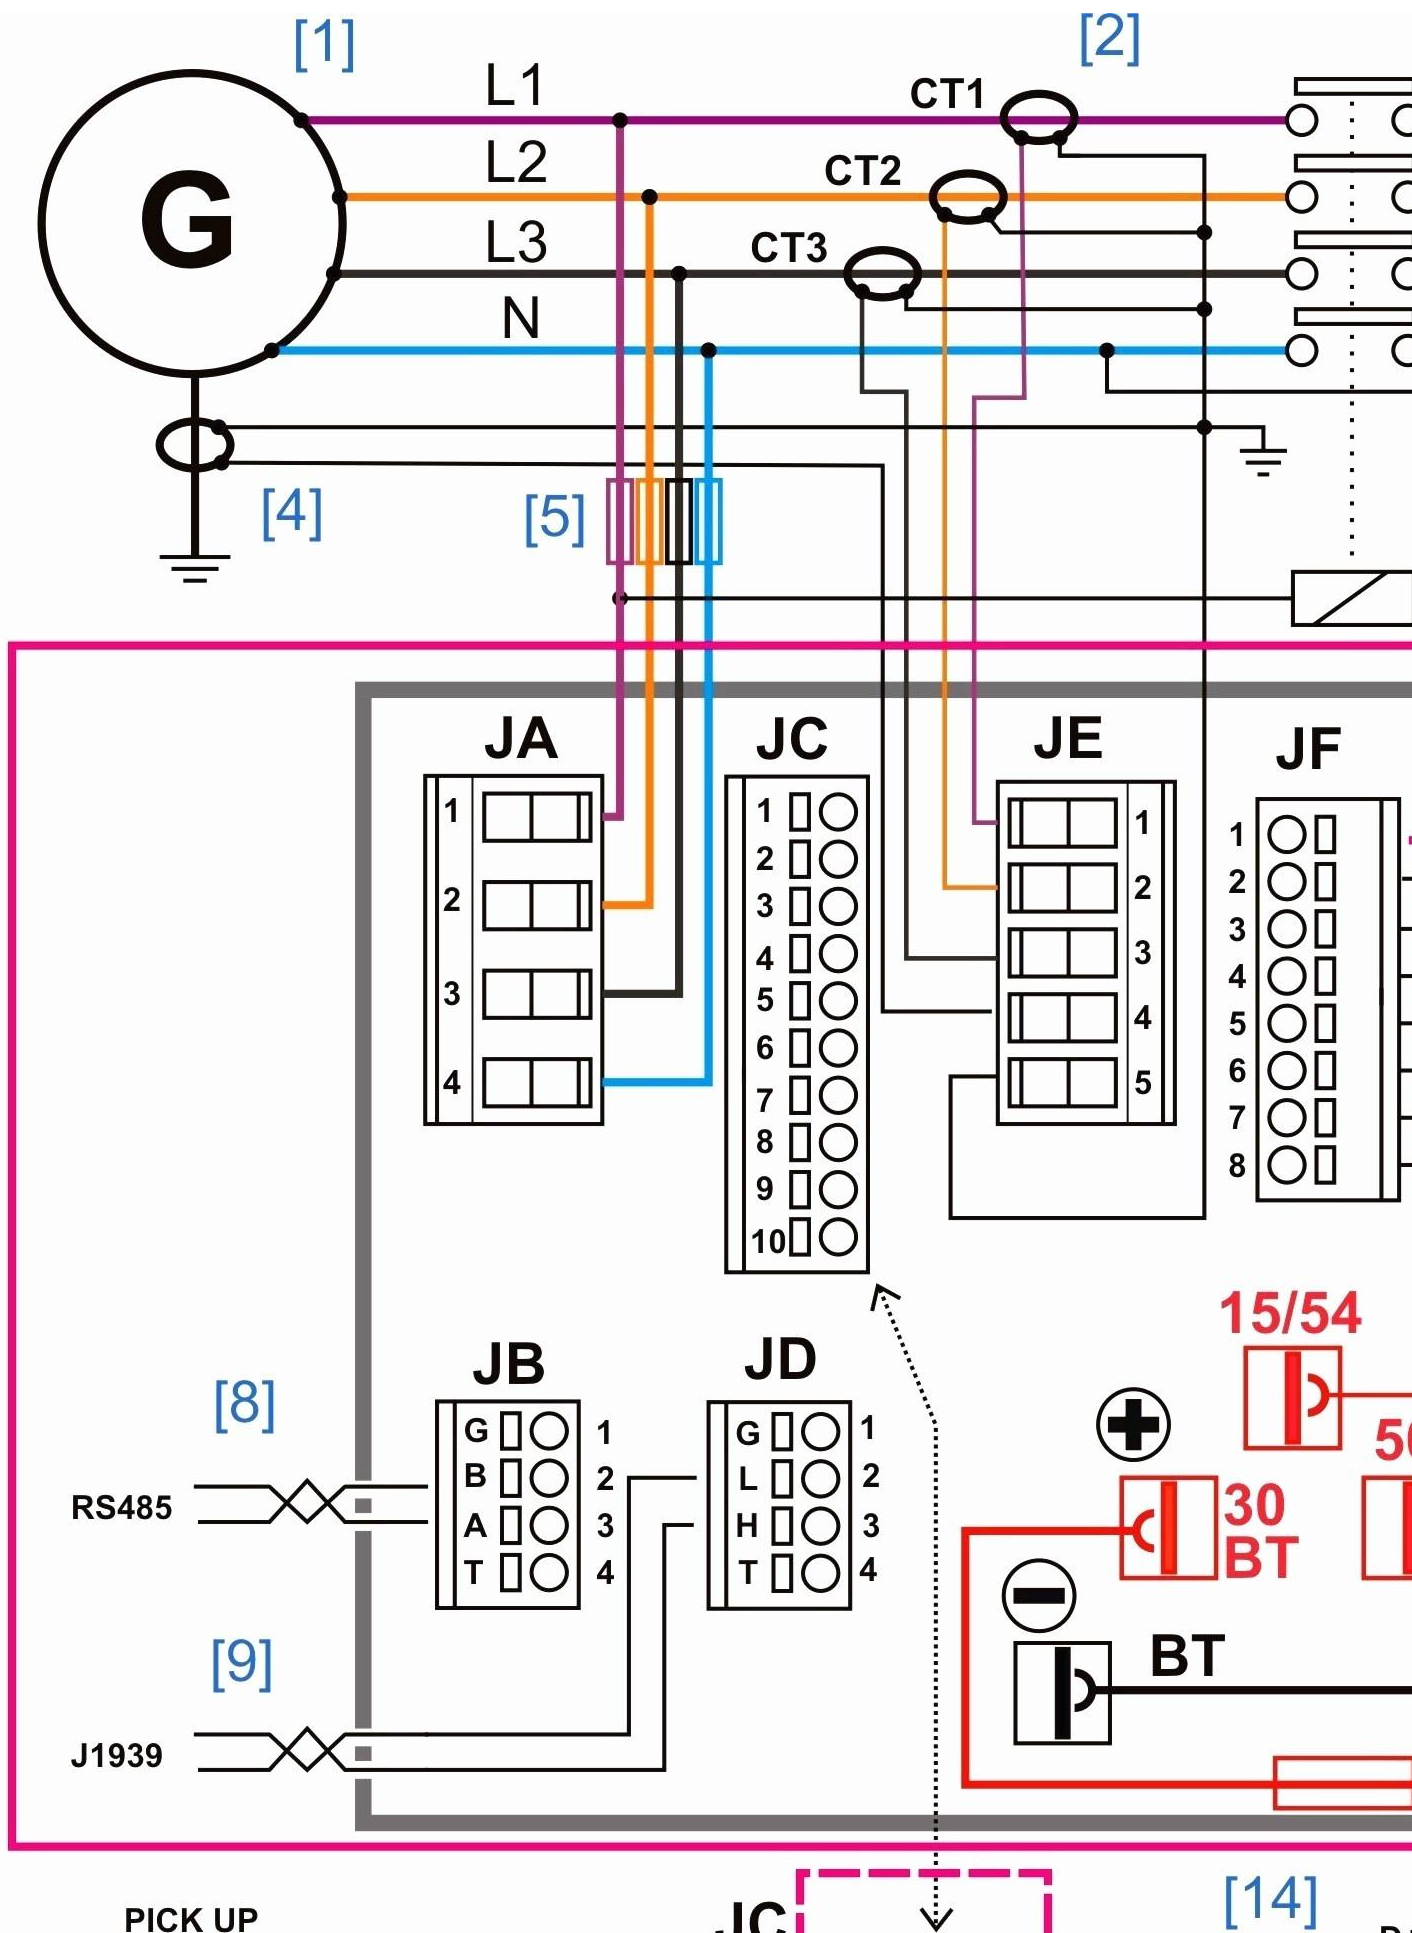 [1]
[2]
L1
CT1
L2
CT2
G
L3
CT3
N
[4]
[5]
JA
JC
JE
JF
1
2
3
4
1
2
3
4
5
6
7
8
9
10
1
2
3
4
5
1
2
3
4
5
6
7
8
15/54
JB
JD
[8]
G 1
B 2
A 3
T 4
G 1
L 2
H 3
T 4
RS485
30
BT
BT
[9]
J1939
[14]
PICK UP
JC